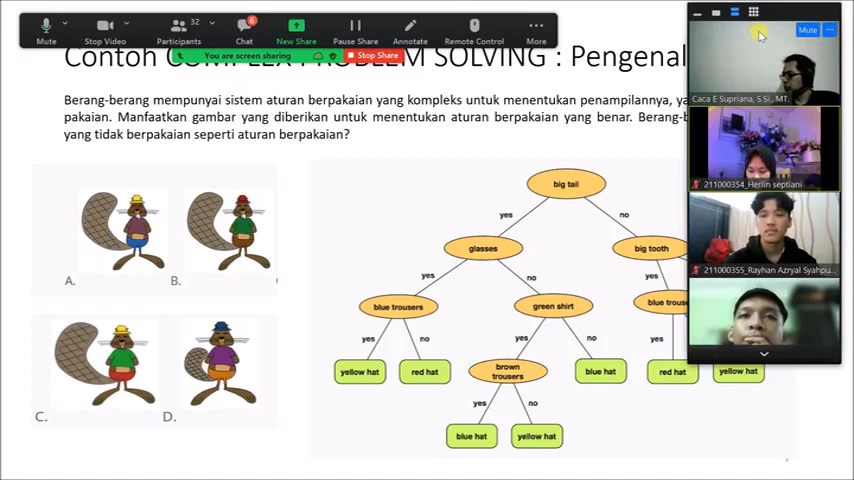 32
6
Mute
Stop Video
Participants
Chat
New Share
Pause Share
Annotate
Remote Control
More
You are screen sharing
Stop Share
Contoh COMPLEX PROBLEM SOLVING : Pengenal
Berang-berang mempunyai sistem aturan berpakaian yang kompleks untuk menentukan penampilannya,
pakaian. Manfaatkan gambar yang diberikan untuk menentukan aturan berpakaian yang benar.
yang tidak berpakaian seperti aturan berpakaian?
Mute
Caca E Supriana, S.SI., MT.
211000354_Herlin septiani
211000355_Rayhan Azryal Syahpu...
A.
B.
C.
D.
big tail
yes
no
glasses
big tooth
yes
no
yes
blue trousers
green shirt
yes
no
yes
no
yes
yellow hat
red hat
brown
trousers
blue hat
red hat
yellow hat
yes
no
blue hat
yellow hat